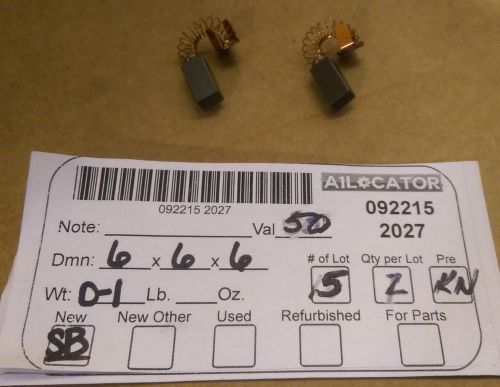 A1LOCATOR
092215 2027
092215
2027
Note: Val 50
Dmn: 6 x 6 x 6
# of Lot Qty per Lot Pre
Wt: 0-1 Lb. Oz. 5 2 KN
New New Other Used Refurbished For Parts
SB